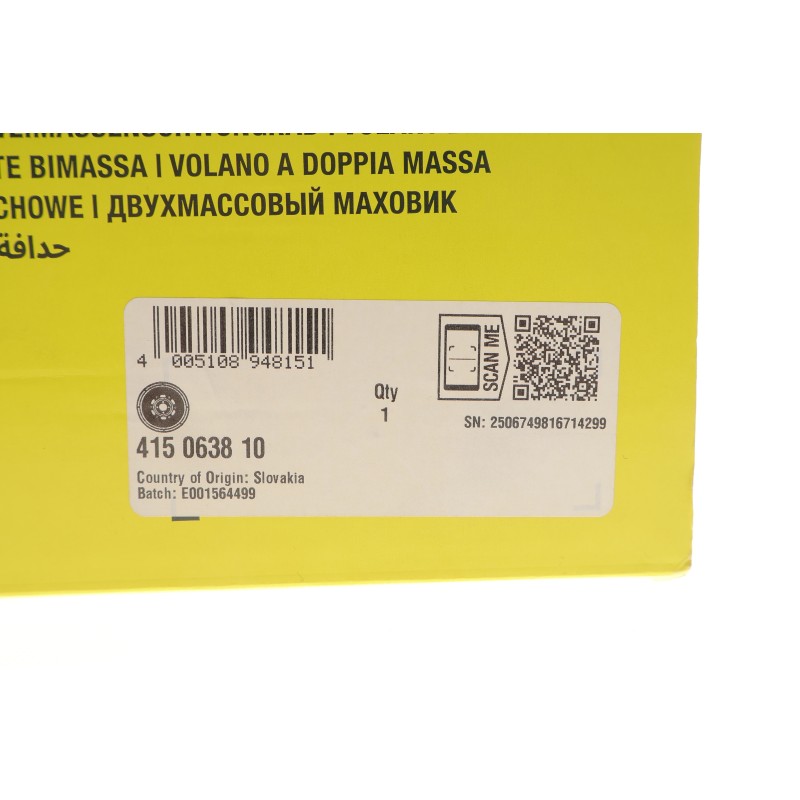 TE BIMASSA | VOLANO A DOPPIA MASSA
CHOWE | ДВУХМАССОВЫЙ МАХОВИК
حدافة
4 005108 948151
SCAN ME
Qty
1
SN: 2506749816714299
415 0638 10
Country of Origin: Slovakia
Batch: E001564499